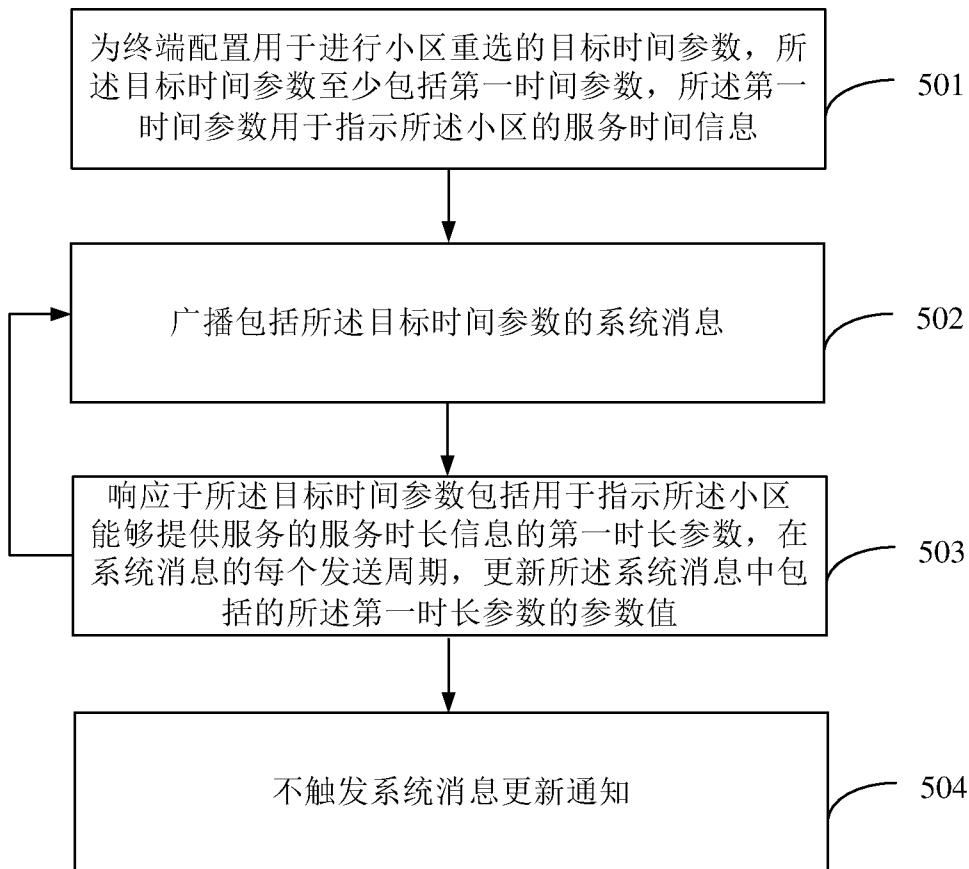 为终端配置用于进行小区重选的目标时间参数，所
述目标时间参数至少包括第一时间参数，所述第一
时间参数用于指示所述小区的服务时间信息
501
广播包括所述目标时间参数的系统消息
502
响应于所述目标时间参数包括用于指示所述小区
能够提供服务的服务时长信息的第一时长参数，在
系统消息的每个发送周期，更新所述系统消息中包
括的所述第一时长参数的参数值
503
不触发系统消息更新通知
504